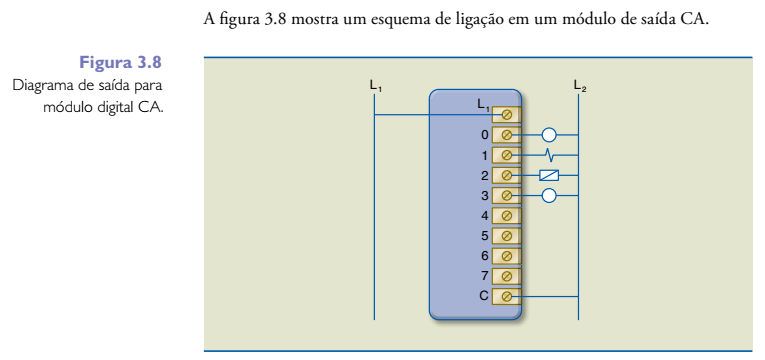 A figura 3.8 mostra um esquema de ligação em um módulo de saída CA.
Figura 3.8
Diagrama de saída para
módulo digital CA.
L₁
L₂
L₁
0
1
2
3
4
5
6
7
C